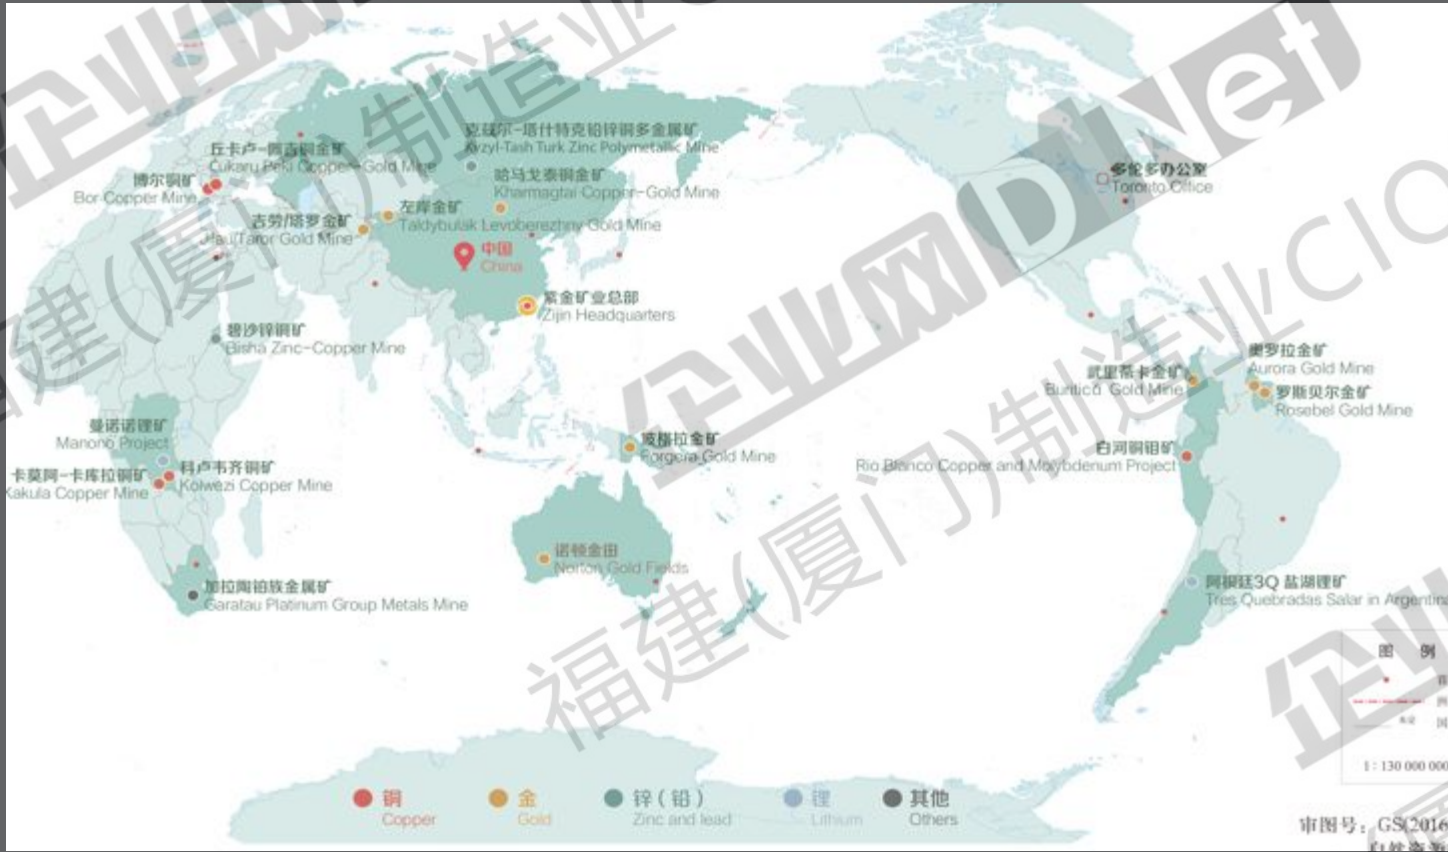 克孜尔-塔什特克铅锌铜多金属矿
Kyzyl-Tash Turk Zinc Polymetallic Mine
丘卡卢-佩吉铜金矿
Cukaru Peki Copper-Gold Mine
博尔铜矿
Bor Copper Mine
哈马戈泰铜金矿
Kharmagtai Copper-Gold Mine
多伦多办公室
Toronto Office
吉劳/塔罗金矿
Jilau/Taror Gold Mine
左岸金矿
Taldybulak Levoberezhny Gold Mine
中国
China
紫金矿业总部
Zijin Headquarters
碧沙锌铜矿
Bisha Zinc-Copper Mine
奥罗拉金矿
Aurora Gold Mine
武里蒂卡金矿
Buriticá Gold Mine
罗斯贝尔金矿
Rosebel Gold Mine
曼诺诺锂矿
Manono Project
波格拉金矿
Porgera Gold Mine
白河铜钼矿
Rio Blanco Copper and Molybdenum Project
卡莫阿-卡库拉铜矿
Kakula Copper Mine
科卢韦齐铜矿
Kolwezi Copper Mine
诺顿金田
Norton Gold Fields
加拉陶铂族金属矿
Garatau Platinum Group Metals Mine
阿根廷3Q 盐湖锂矿
Tres Quebradas Salar in Argentina
图 例
1:130 000 000
铜
Copper
金
Gold
锌(铅)
Zinc and lead
锂
Lithium
其他
Others
审图号:GS(2016
自然资源
企业网DNet
福建(厦门)制造业CIO